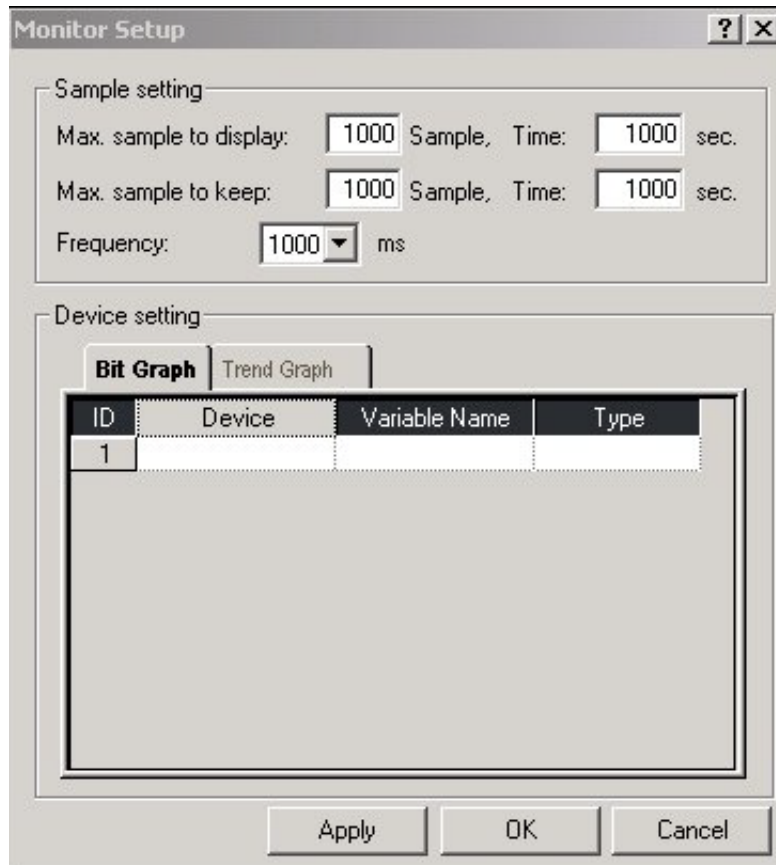 Monitor Setup
Sample setting
Max. sample to display: 1000 Sample, Time: 1000 sec.
Max. sample to keep: 1000 Sample, Time: 1000 sec.
Frequency: 1000 ms
Device setting
Bit Graph Trend Graph
ID Device Variable Name Type
1
Apply OK Cancel